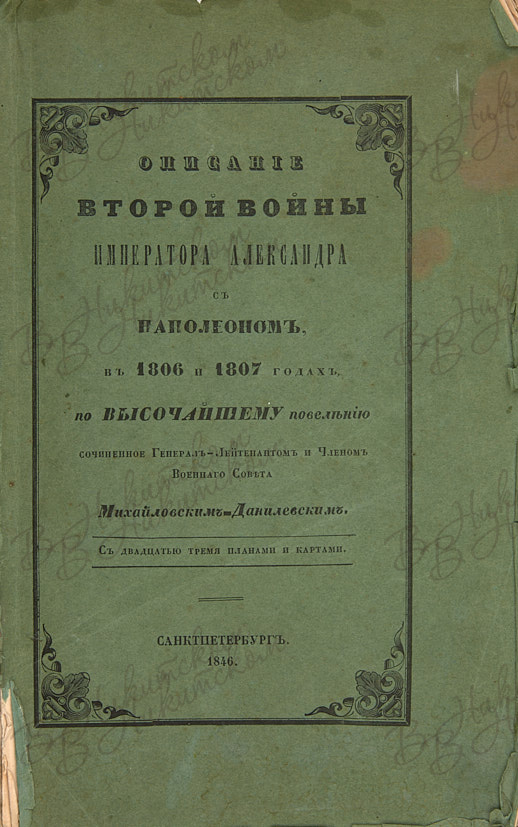 ОПИСАНІЕ
ВТОРОЙ ВОЙНЫ
ИМПЕРАТОРА АЛЕКСАНДРА
съ
НАПОЛЕОНОМЪ,
въ 1806 и 1807 годахъ,
по ВЫСОЧАЙШЕМУ повелѣнію
сочиненное Генералъ-Лейтенантомъ и Членомъ
Военнаго Совѣта
Михайловскимъ-Данилевскимъ.
Съ двадцатью тремя планами и картами.
САНКТПЕТЕРБУРГЪ.
1846.
В Никитском